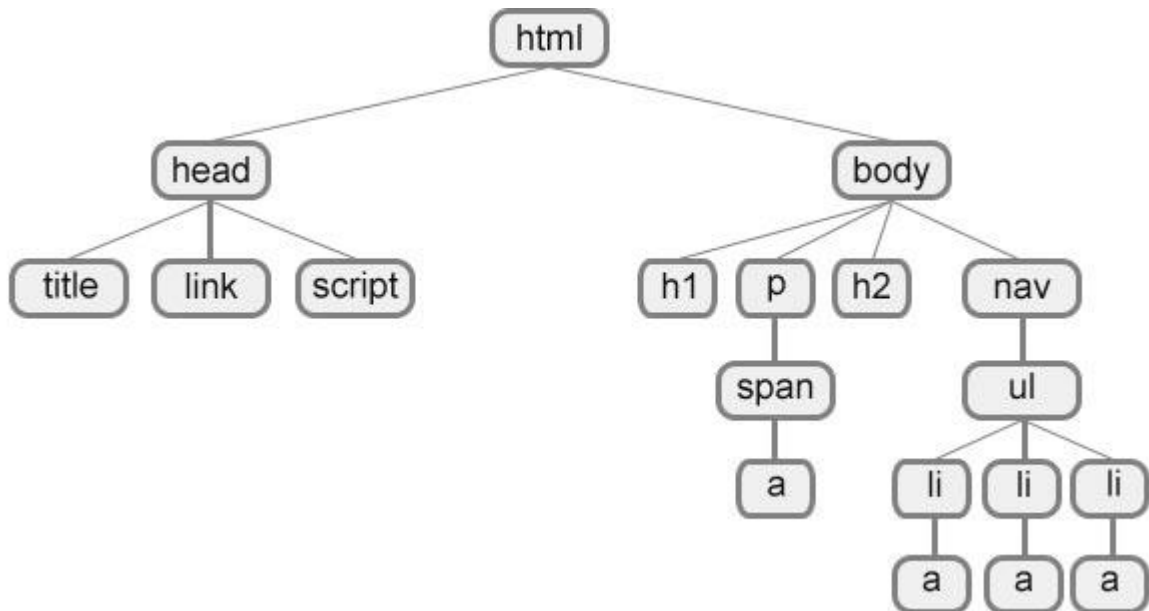 html
head body
title link script h1 p h2 nav
span ul
a li li li
a a a